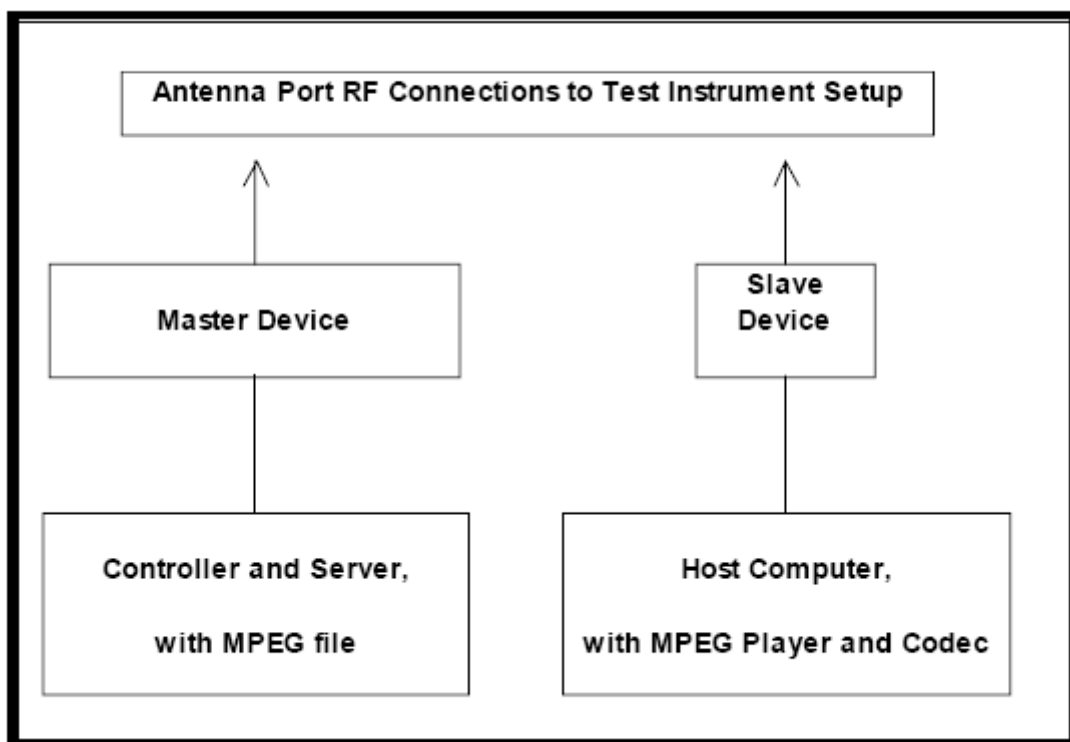 Antenna Port RF Connections to Test Instrument Setup
Master Device
Slave
Device
Controller and Server,
with MPEG file
Host Computer,
with MPEG Player and Codec